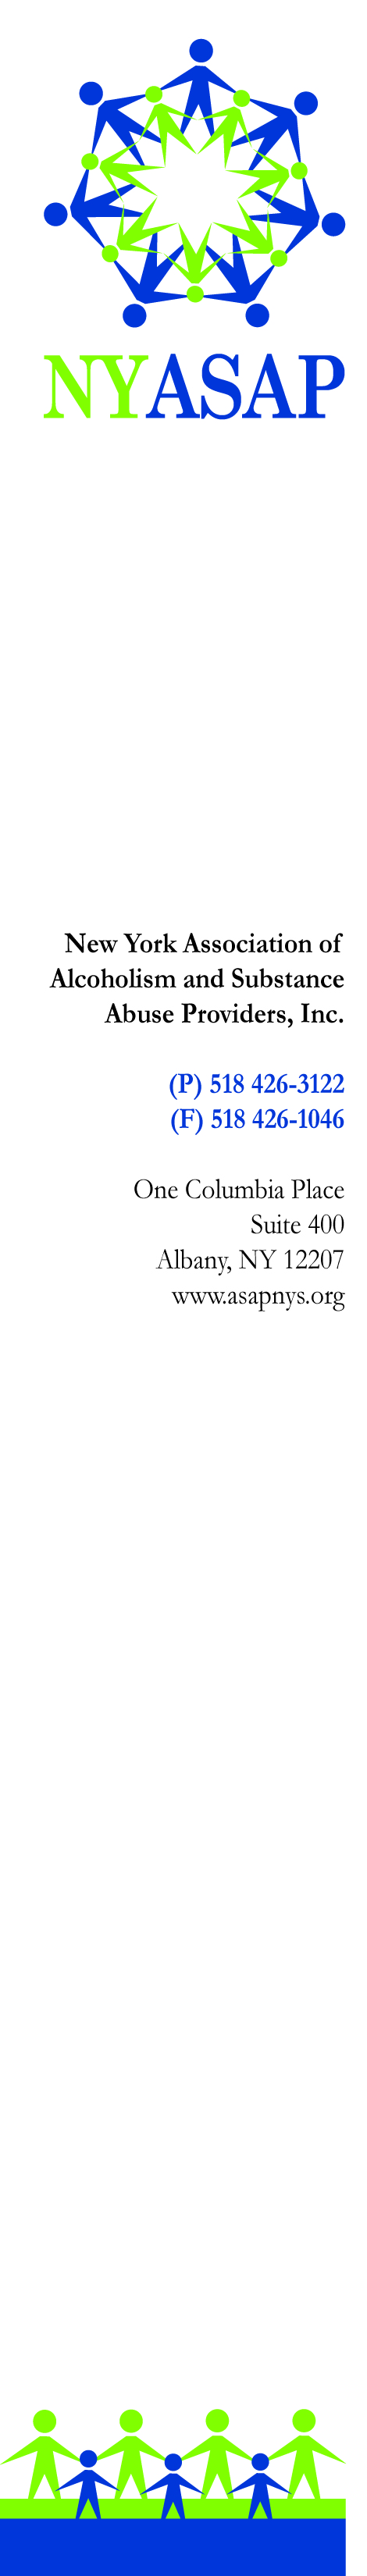 NYASAP
New York Association of
Alcoholism and Substance
Abuse Providers, Inc.
(P) 518 426-3122
(F) 518 426-1046
One Columbia Place
Suite 400
Albany, NY 12207
www.asapnys.org